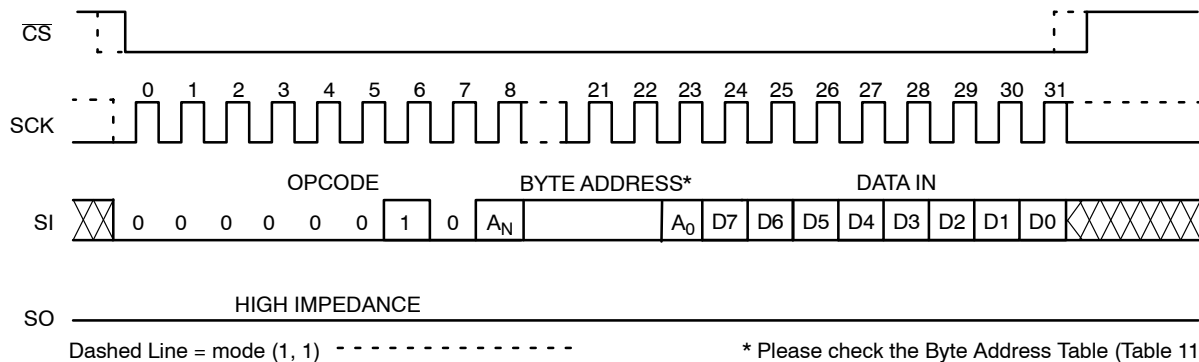 CS
0 1 2 3 4 5 6 7 8 21 22 23 24 25 26 27 28 29 30 31
SCK
OPCODE BYTE ADDRESS* DATA IN
SI 0 0 0 0 0 0 1 0 AN A0 D7 D6 D5 D4 D3 D2 D1 D0
HIGH IMPEDANCE
SO
Dashed Line = mode (1, 1) * Please check the Byte Address Table (Table 11